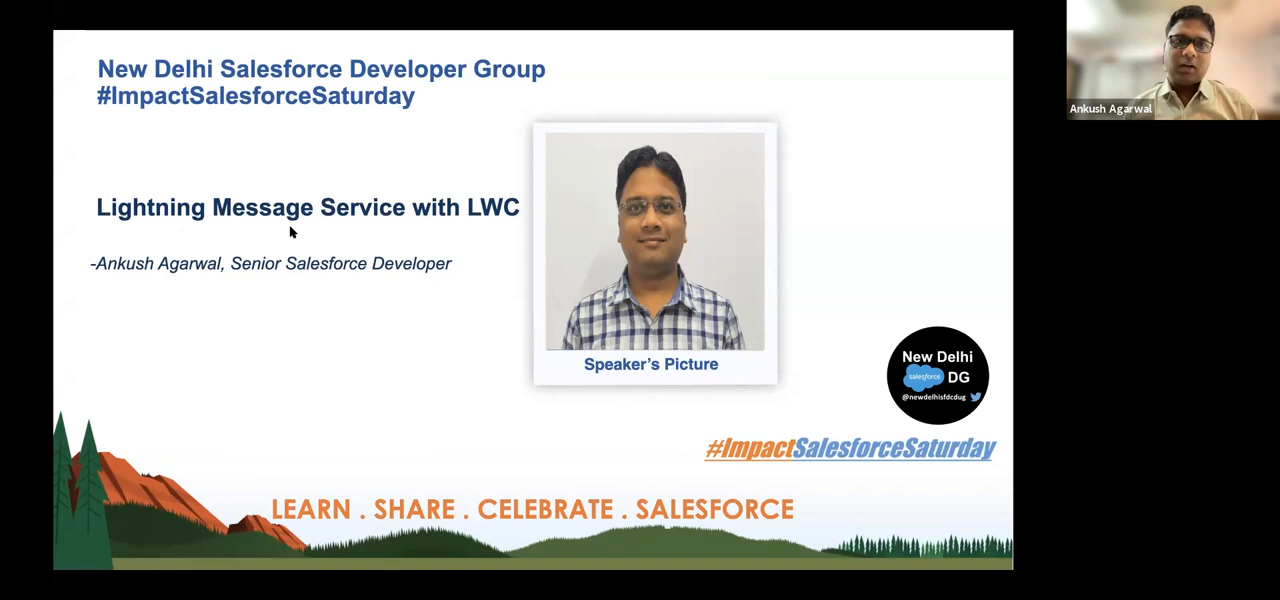 New Delhi Salesforce Developer Group
#ImpactSalesforceSaturday
Ankush Agarwal
Lightning Message Service with LWC
-Ankush Agarwal, Senior Salesforce Developer
Speaker's Picture
New Delhi
salesforce DG
@newdelhisfdcdug
#ImpactSalesforceSaturday
LEARN . SHARE . CELEBRATE . SALESFORCE